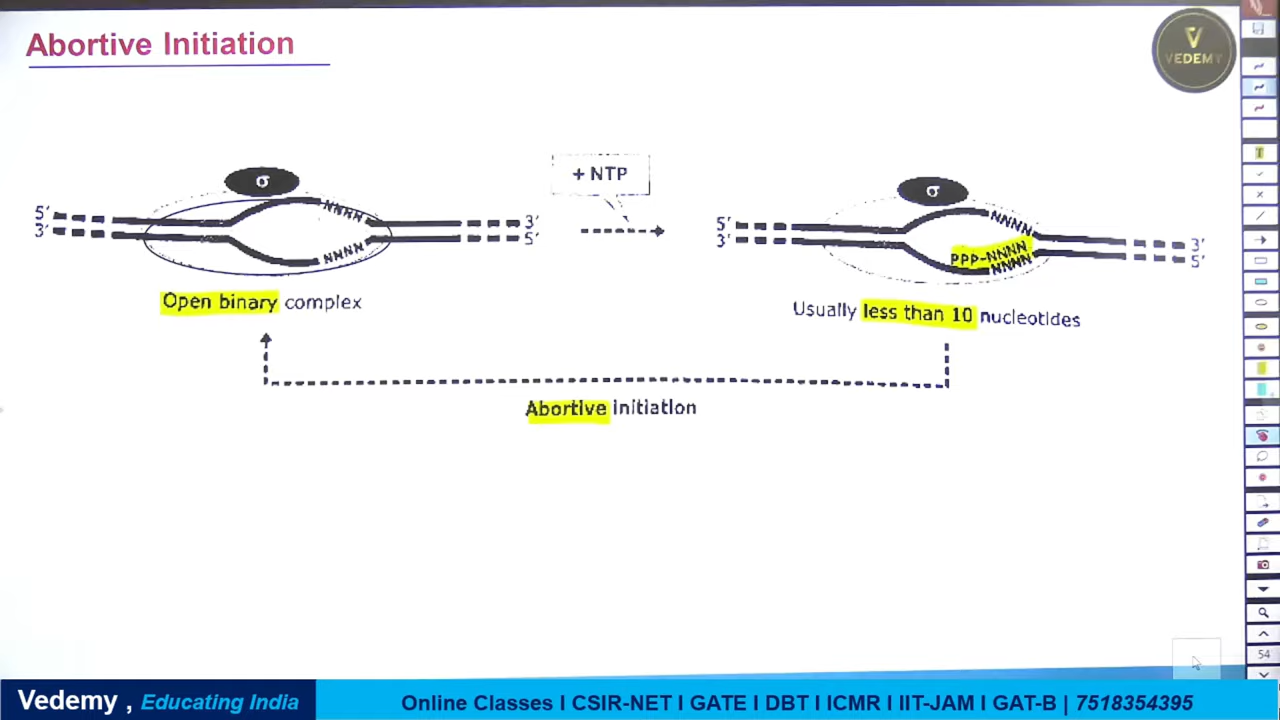 Abortive Initiation
V
VEDEMY
σ
+ NTP
σ
5′
3′
NNNN
NNNN
3′
5′
5′
3′
NNNN
PPP-NNNN
NNNN
3′
5′
Open binary complex
Usually less than 10 nucleotides
Abortive initiation
T
54
Vedemy , Educating India
Online Classes I CSIR-NET I GATE I DBT I ICMR I IIT-JAM I GAT-B | 7518354395